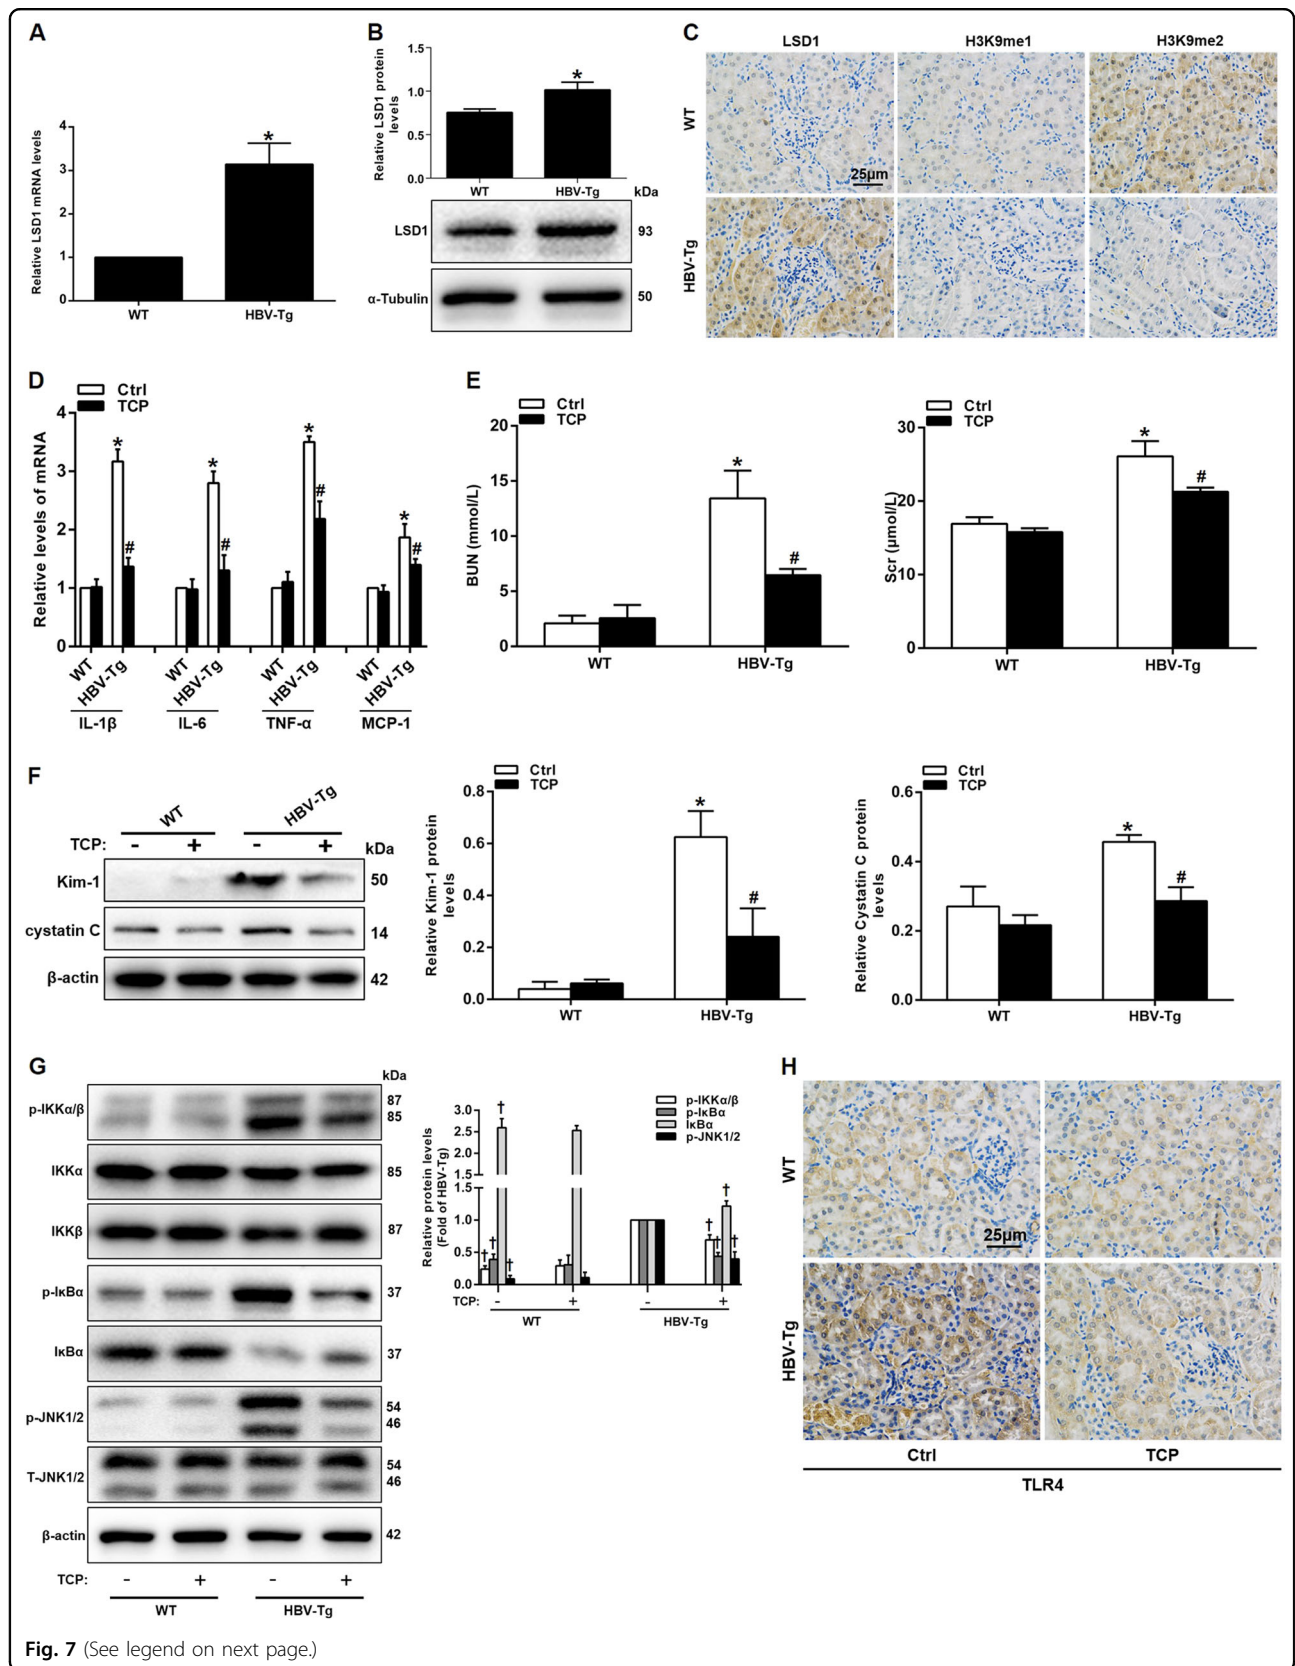 A
Relative LSD1 mRNA levels
4
3
2
1
0
WT
HBV-Tg
*
B
Relative LSD1 protein
levels
1.5
1.0
0.5
0.0
*
WT
HBV-Tg
kDa
LSD1
93
α-Tubulin
50
C
LSD1
H3K9me1
H3K9me2
WT
25μm
HBV-Tg
D
Ctrl
TCP
Relative levels of mRNA
4
3
2
1
0
* # * # * # * #
WT HBV-Tg WT HBV-Tg WT HBV-Tg WT HBV-Tg
IL-1β IL-6 TNF-α MCP-1
E
Ctrl
TCP
BUN (mmol/L)
20
15
10
5
0
* #
WT HBV-Tg
Ctrl
TCP
Scr (μmol/L)
30
20
10
0
* #
WT HBV-Tg
F
WT HBV-Tg
TCP: - + - + kDa
Kim-1 50
cystatin C 14
β-actin 42
Ctrl
TCP
Relative Kim-1 protein
levels
0.8
0.6
0.4
0.2
0.0
* #
WT HBV-Tg
Ctrl
TCP
Relative Cystatin C protein
levels
0.6
0.4
0.2
0.0
* #
WT HBV-Tg
G
kDa
p-IKKα/β 87
85
IKKα 85
IKKβ 87
p-IκBα 37
IκBα 37
p-JNK1/2 54
46
T-JNK1/2 54
46
β-actin 42
TCP: - + - +
WT HBV-Tg
p-IKKα/β
p-IκBα
IκBα
p-JNK1/2
Relative protein levels
(Fold of HBV-Tg)
3.0
2.5
2.0
1.5
1.5
1.0
0.5
0.0
† † † † † † † †
TCP: - + - +
WT HBV-Tg
H
WT
25μm
HBV-Tg
Ctrl TCP
TLR4
Fig. 7 (See legend on next page.)